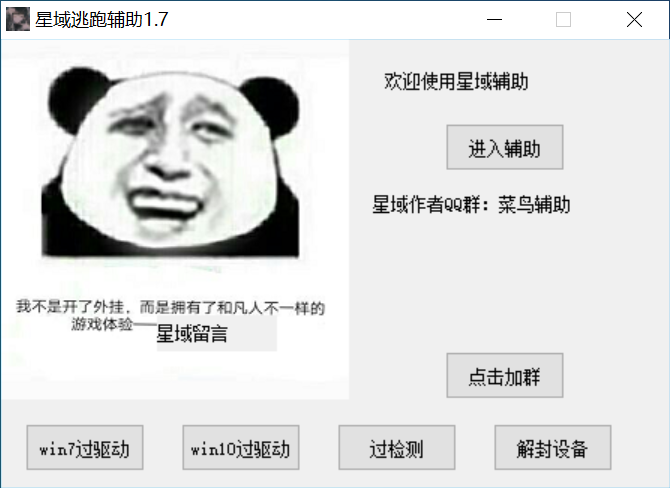 星域逃跑辅助1.7
欢迎使用星域辅助
进入辅助
星域作者QQ群：菜鸟辅助
我不是开了外挂，而是拥有了和凡人不一样的
游戏体验——星域留言
点击加群
win7过驱动
win10过驱动
过检测
解封设备